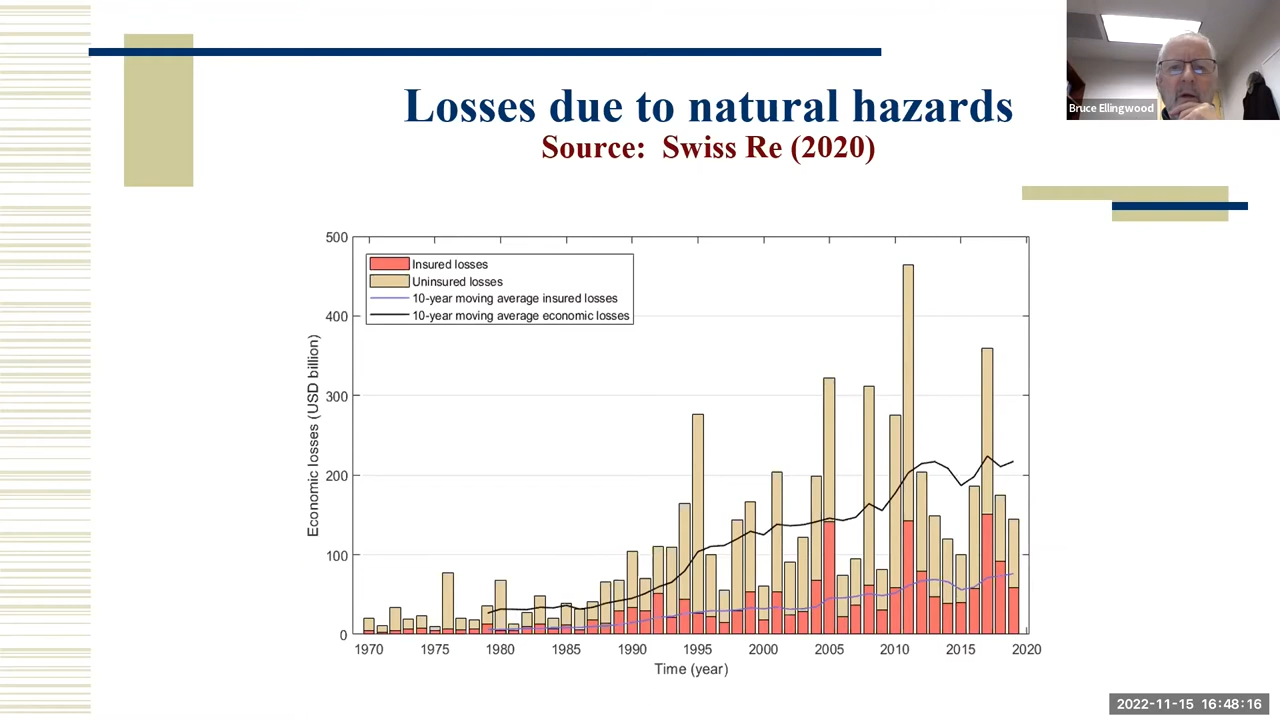 Losses due to natural hazards
Source: Swiss Re (2020)
Bruce Ellingwood
500
400
300
200
100
0
Economic losses (USD billion)
Insured losses
Uninsured losses
10-year moving average insured losses
10-year moving average economic losses
1970 1975 1980 1985 1990 1995 2000 2005 2010 2015 2020
Time (year)
2022-11-15 16:48:16